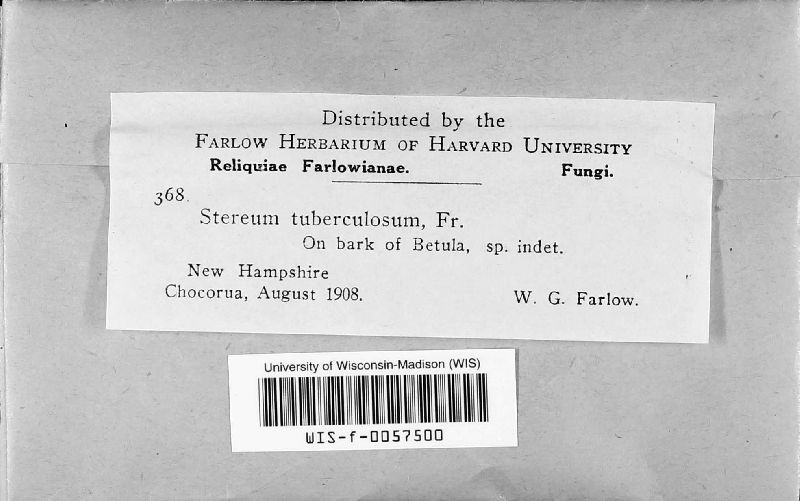 Distributed by the
FARLOW HERBARIUM OF HARVARD UNIVERSITY
Reliquiae Farlowianae. Fungi.
368.
Stereum tuberculosum, Fr.
On bark of Betula, sp. indet.
New Hampshire
Chocorua, August 1908. W. G. Farlow.
University of Wisconsin-Madison (WIS)
WIS-f-0057500